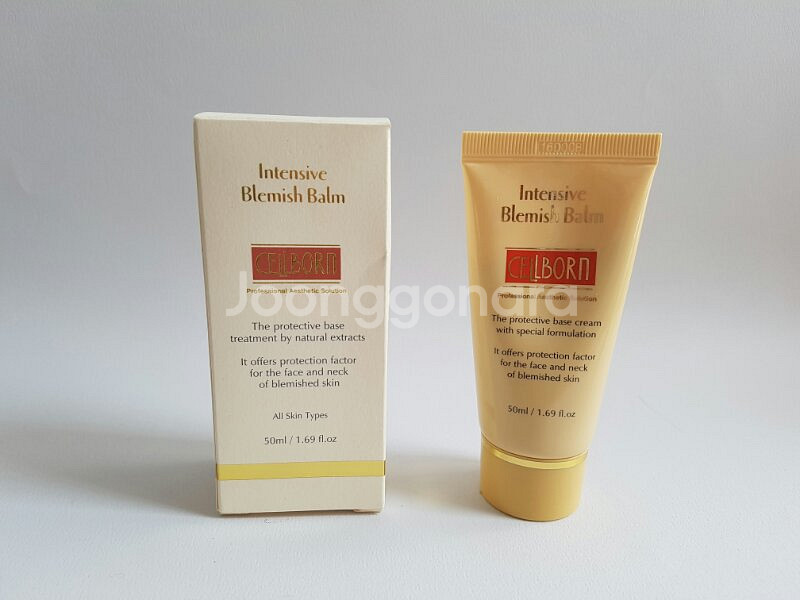 Intensive
Blemish Balm
CELLBORN
Professional Aesthetic Solution
The protective base
treatment by natural extracts
It offers protection factor
for the face and neck
of blemished skin
All Skin Types
50ml / 1.69 fl.oz
Intensive
Blemish Balm
CELLBORN
Professional Aesthetic Solution
The protective base cream
with special formulation
It offers protection factor
for the face and neck
of blemished skin
50ml / 1.69 fl.oz
Joonggonara